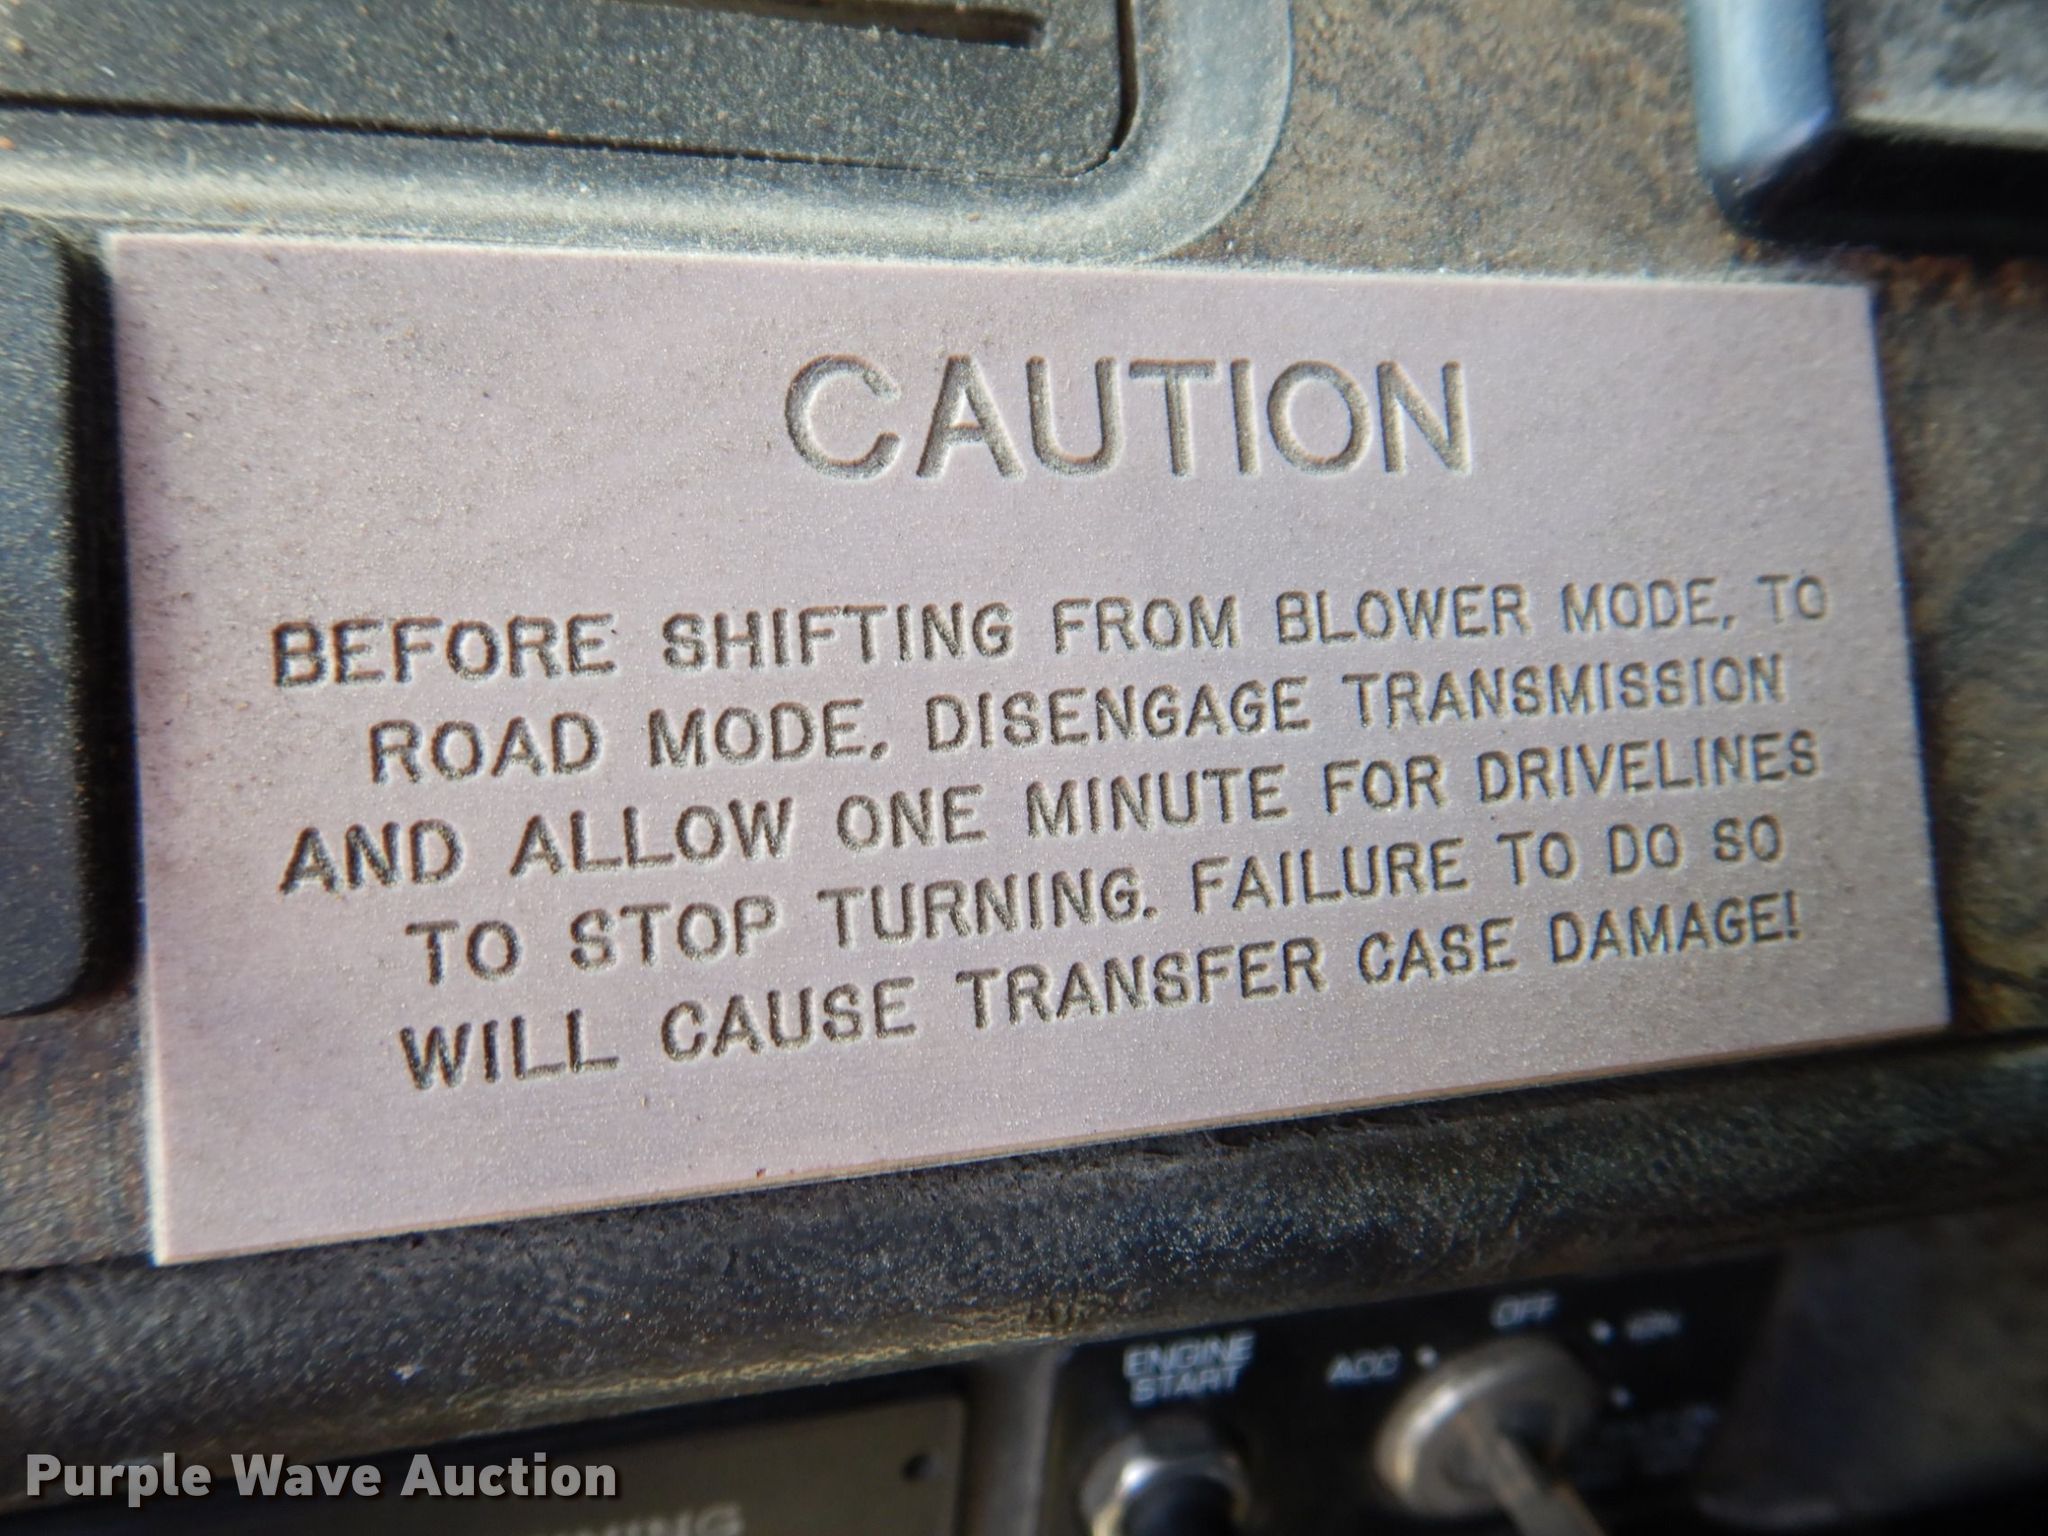 CAUTION
BEFORE SHIFTING FROM BLOWER MODE, TO
ROAD MODE, DISENGAGE TRANSMISSION
AND ALLOW ONE MINUTE FOR DRIVELINES
TO STOP TURNING. FAILURE TO DO SO
WILL CAUSE TRANSFER CASE DAMAGE!
OFF
ACC
ENGINE
START
Purple Wave Auction